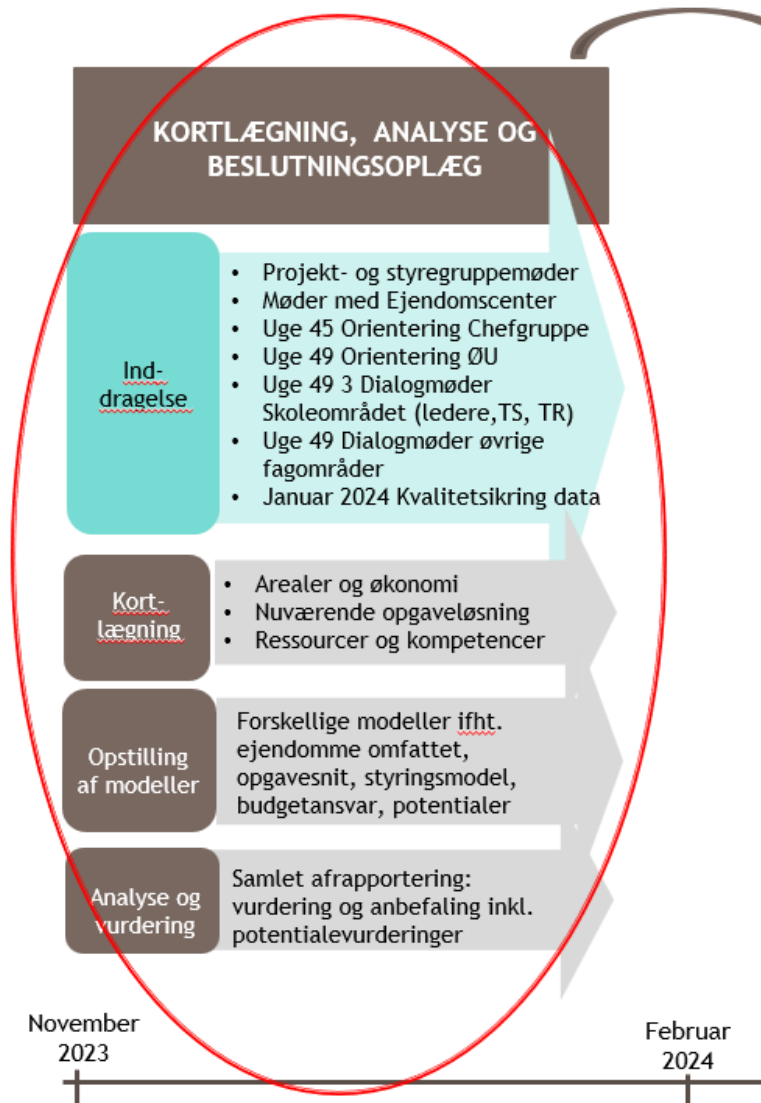 KORTLÆGNING, ANALYSE OG
BESLUTNINGSOPLÆG
Ind-
dragelse
• Projekt- og styregruppemøder
• Møder med Ejendomscenter
• Uge 45 Orientering Chefgruppe
• Uge 49 Orientering ØU
• Uge 49 3 Dialogmøder
Skoleområdet (ledere,TS, TR)
• Uge 49 Dialogmøder øvrige
fagområder
• Januar 2024 Kvalitetsikring data
Kort-
lægning
• Arealer og økonomi
• Nuværende opgaveløsning
• Ressourcer og kompetencer
Opstilling
af modeller
Forskellige modeller ifht.
ejendomme omfattet,
opgavesnit, styringsmodel,
budgetansvar, potentialer
Analyse og
vurdering
Samlet afrapportering:
vurdering og anbefaling inkl.
potentialevurderinger
November
2023
Februar
2024